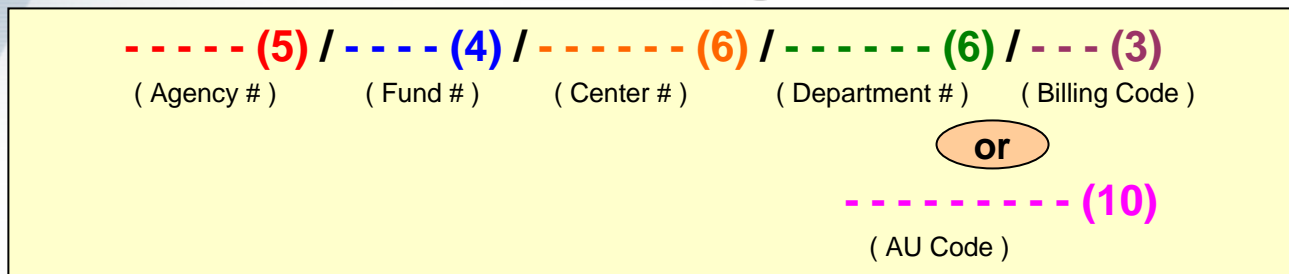 - - - - - (5) / - - - - (4) / - - - - - - (6) / - - - - - - (6) / - - - (3)
( Agency # ) ( Fund # ) ( Center # ) ( Department # ) ( Billing Code )
or
- - - - - - - - - (10)
( AU Code )